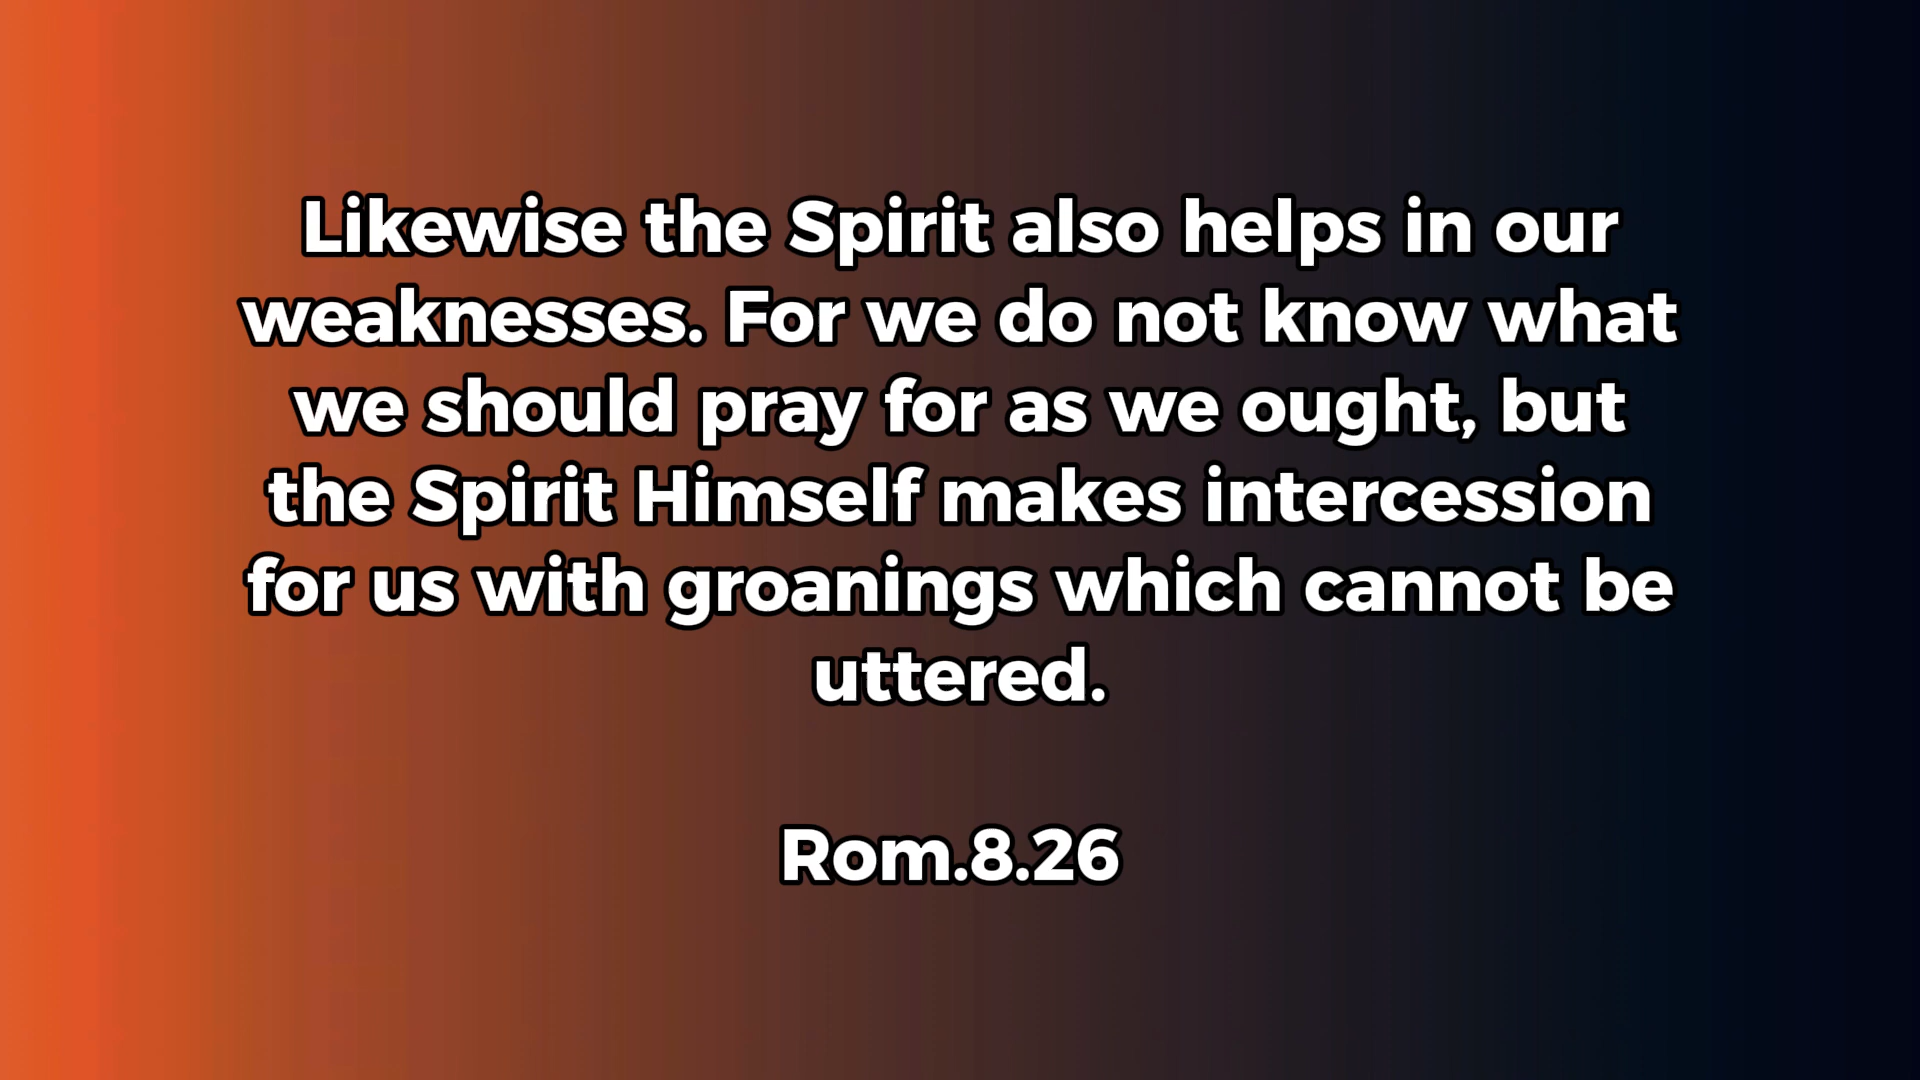 Likewise the Spirit also helps in our
weaknesses. For we do not know what
we should pray for as we ought, but
the Spirit Himself makes intercession
for us with groanings which cannot be
uttered.
Rom.8.26